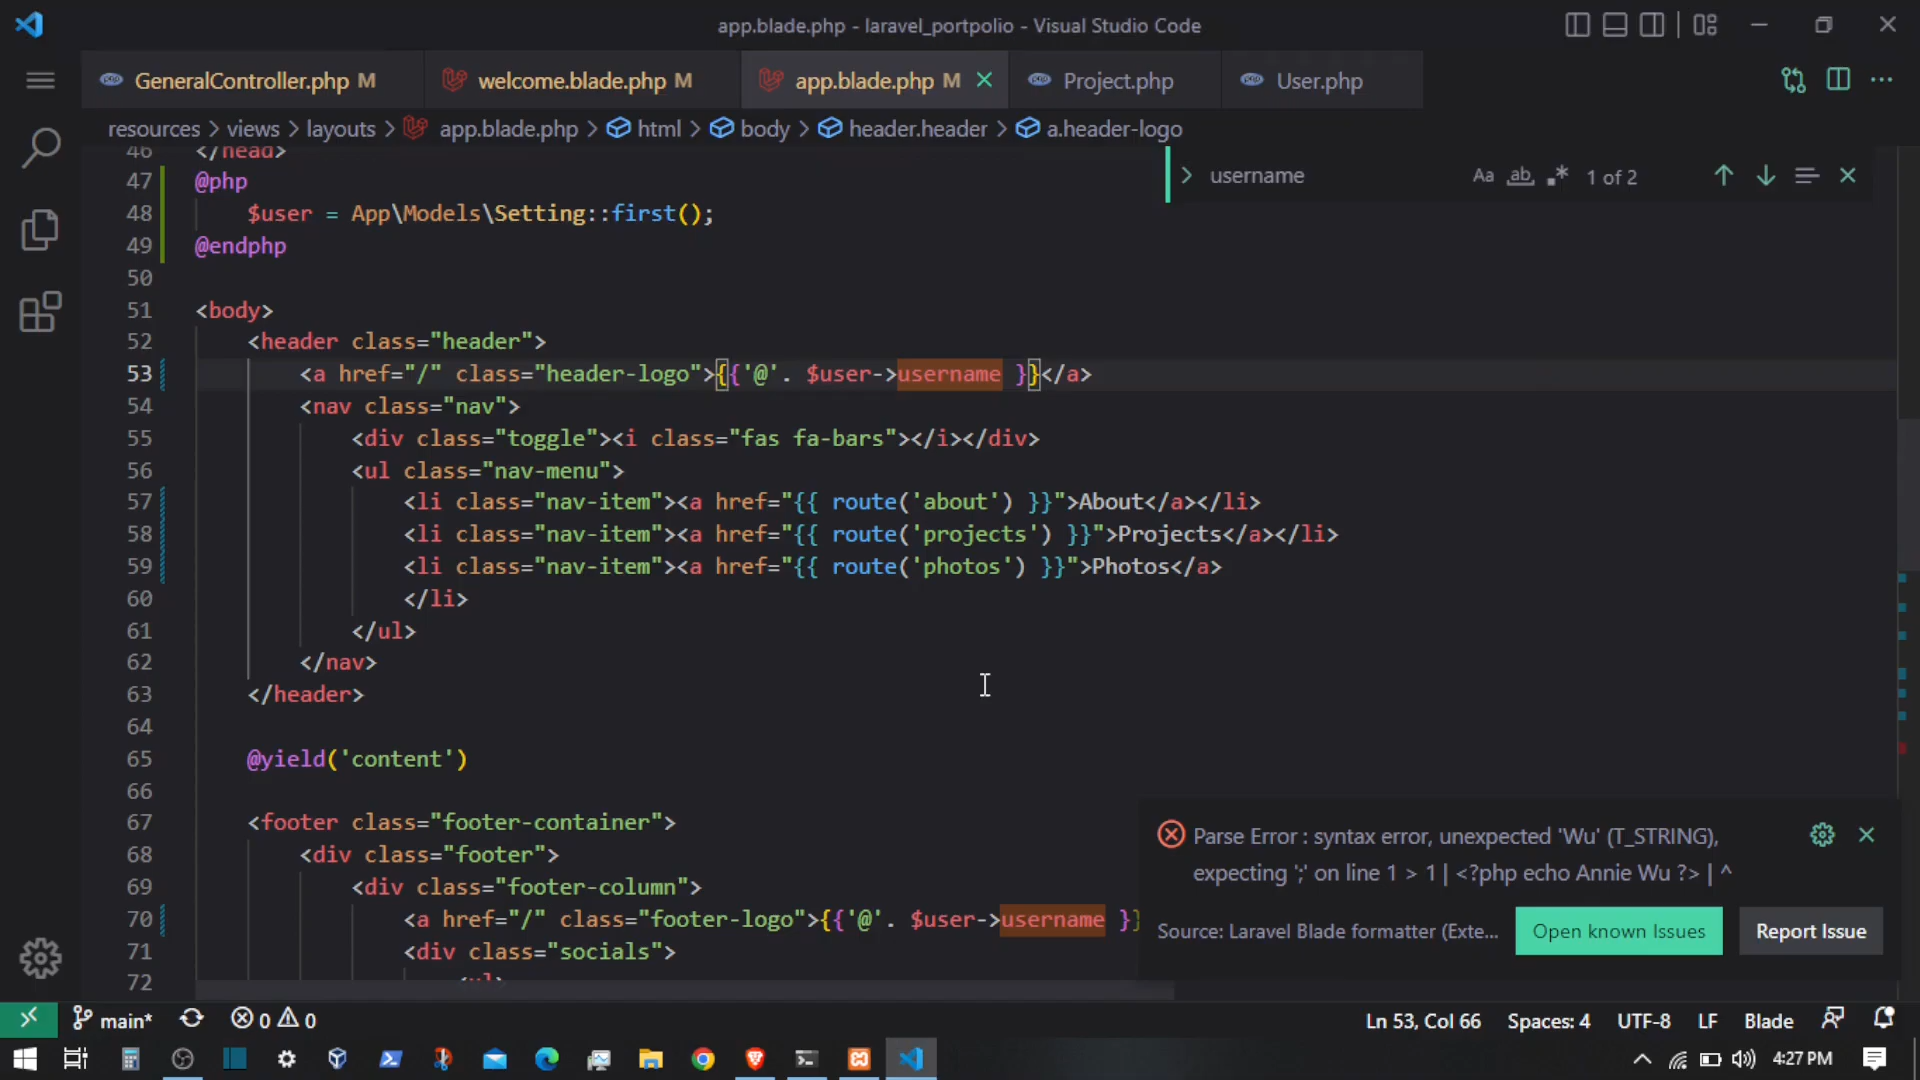 app.blade.php - laravel_portpolio - Visual Studio Code
GeneralController.php M
welcome.blade.php M
app.blade.php M
Project.php
User.php
resources > views > layouts > app.blade.php > html > body > header.header > a.header-logo
username
Aa ab 1 of 2
46 </head>
47 @php
48 $user = App\Models\Setting::first();
49 @endphp
50
51 <body>
52 <header class="header">
53 <a href="/" class="header-logo">{{'@'. $user->username }}</a>
54 <nav class="nav">
55 <div class="toggle"><i class="fas fa-bars"></i></div>
56 <ul class="nav-menu">
57 <li class="nav-item"><a href="{{ route('about') }}">About</a></li>
58 <li class="nav-item"><a href="{{ route('projects') }}">Projects</a></li>
59 <li class="nav-item"><a href="{{ route('photos') }}">Photos</a>
60 </li>
61 </ul>
62 </nav>
63 </header>
64
65 @yield('content')
66
67 <footer class="footer-container">
68 <div class="footer">
69 <div class="footer-column">
70 <a href="/" class="footer-logo">{{'@'. $user->username }}
71 <div class="socials">
72 <ul>
Parse Error : syntax error, unexpected 'Wu' (T_STRING),
expecting ';' on line 1 > 1 | <?php echo Annie Wu ?> | ^
Source: Laravel Blade formatter (Exte...
Open known Issues
Report Issue
main* 0 0
Ln 53, Col 66 Spaces: 4 UTF-8 LF Blade
4:27 PM